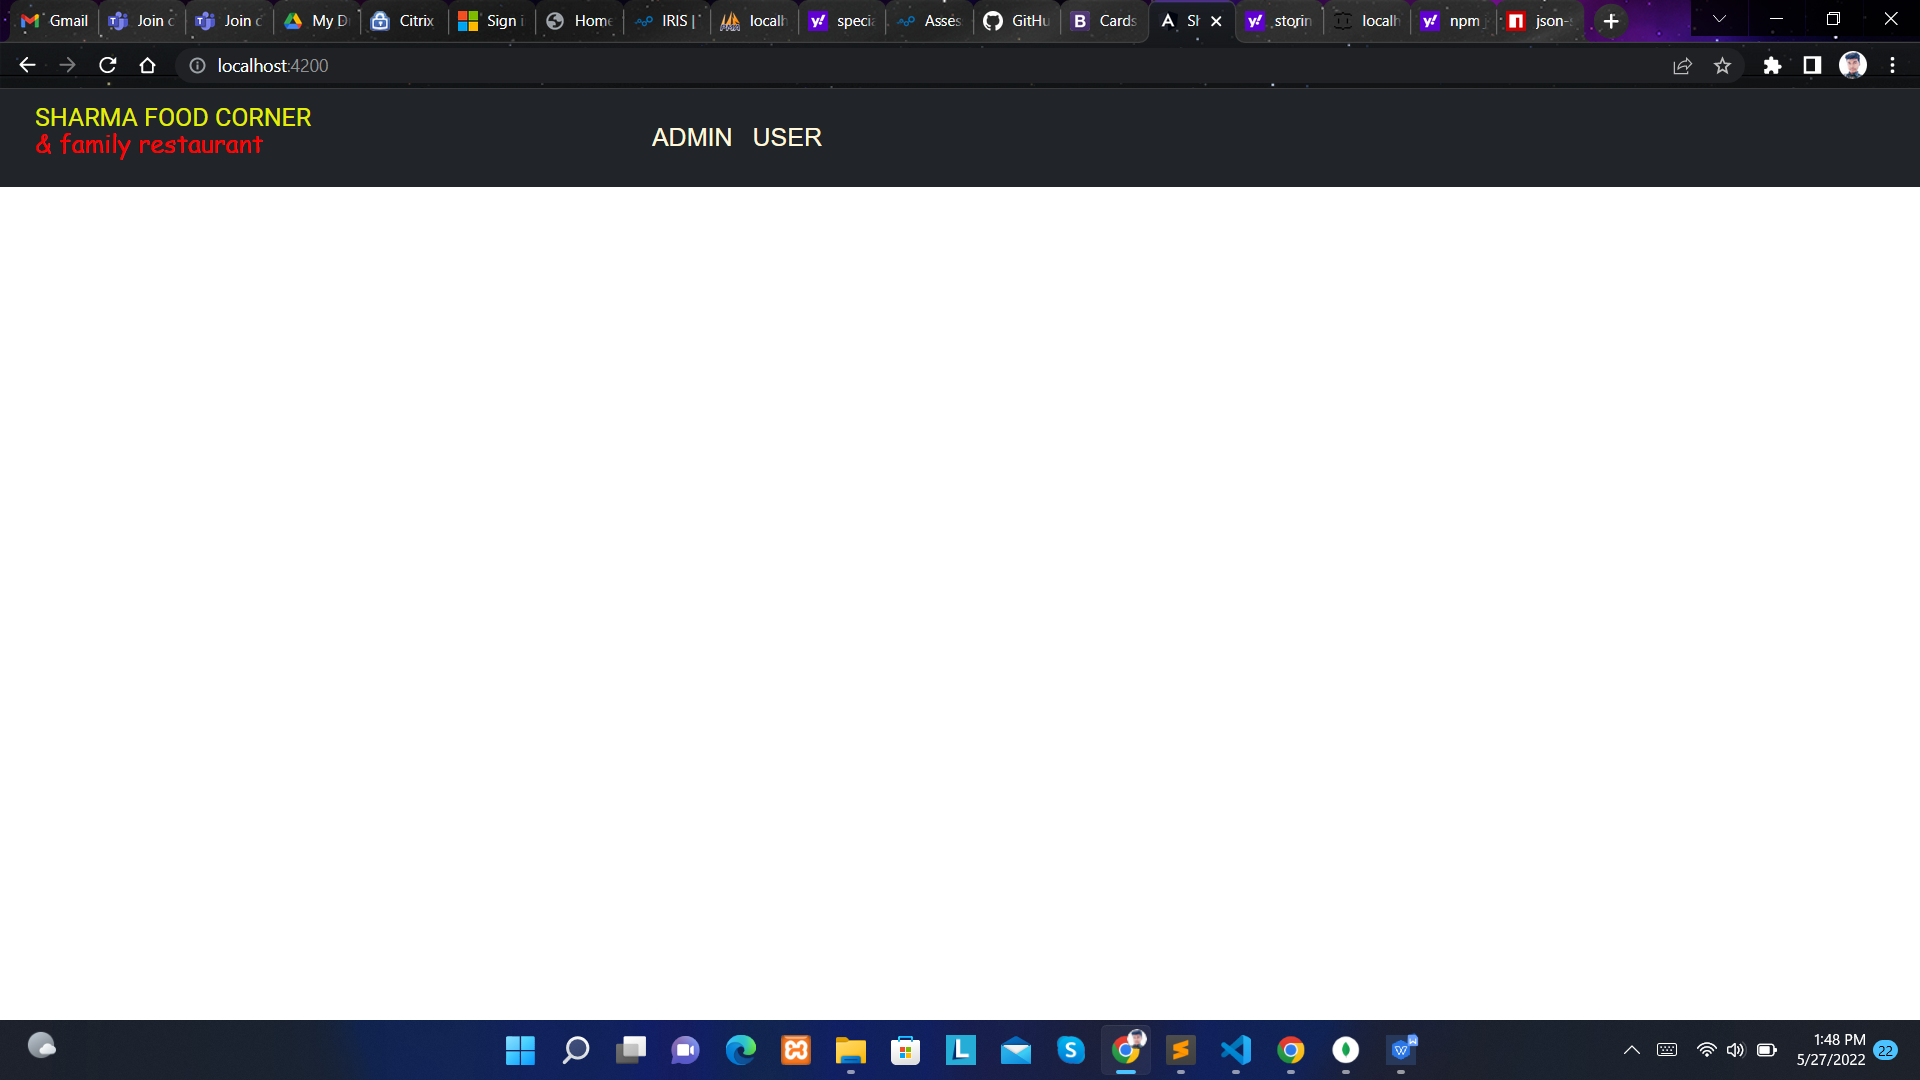 Gmail
Join c
Join c
My D
Citrix
Sign i
Home
IRIS |
localh
specia
Asses
GitHu
Cards
Sh
storin
localh
npm j
json-s
localhost:4200
SHARMA FOOD CORNER
& family restaurant
ADMIN USER
1:48 PM
5/27/2022
22